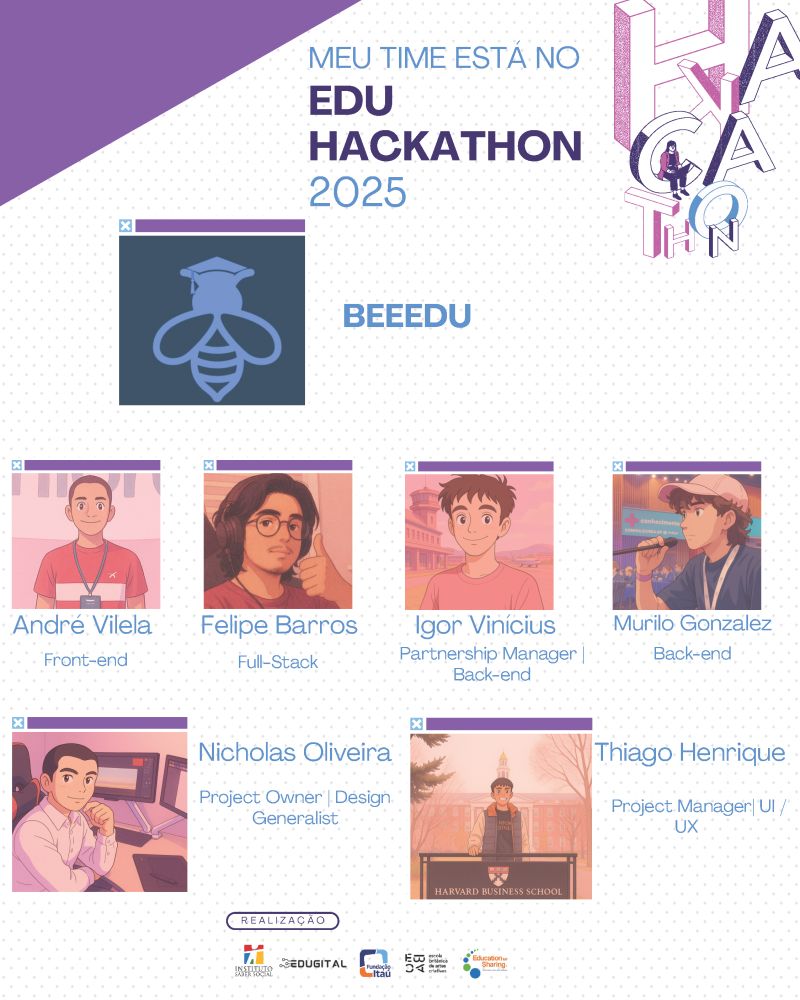 MEU TIME ESTÁ NO
EDU
HACKATHON
2025
HACKATHON
BEEEDU
conhecimento
André Vilela
Front-end
Felipe Barros
Full-Stack
Igor Vinícius
Partnership Manager |
Back-end
Murilo Gonzalez
Back-end
Nicholas Oliveira
Project Owner | Design
Generalist
HARVARD BUSINESS SCHOOL
Thiago Henrique
Project Manager| UI /
UX
REALIZAÇÃO
INSTITUTO
SABER SOCIAL
EDUGITAL
Fundação
Itaú
EBAC
escola
britânica
de artes
criativas
Education for
Sharing